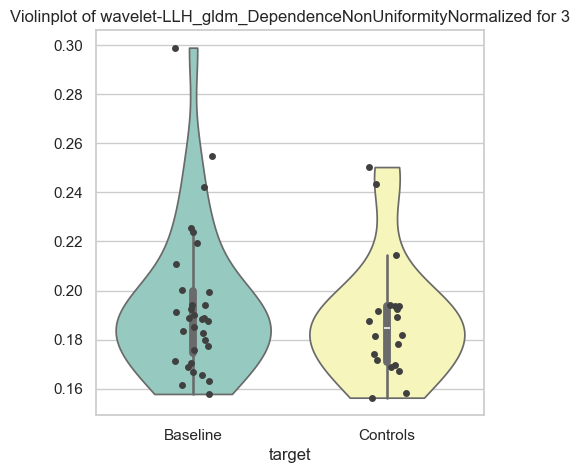 Violinplot of wavelet-LLH_gldm_DependenceNonUniformityNormalized for 3
0.30
0.28
0.26
0.24
0.22
0.20
0.18
0.16
Baseline
Controls
target